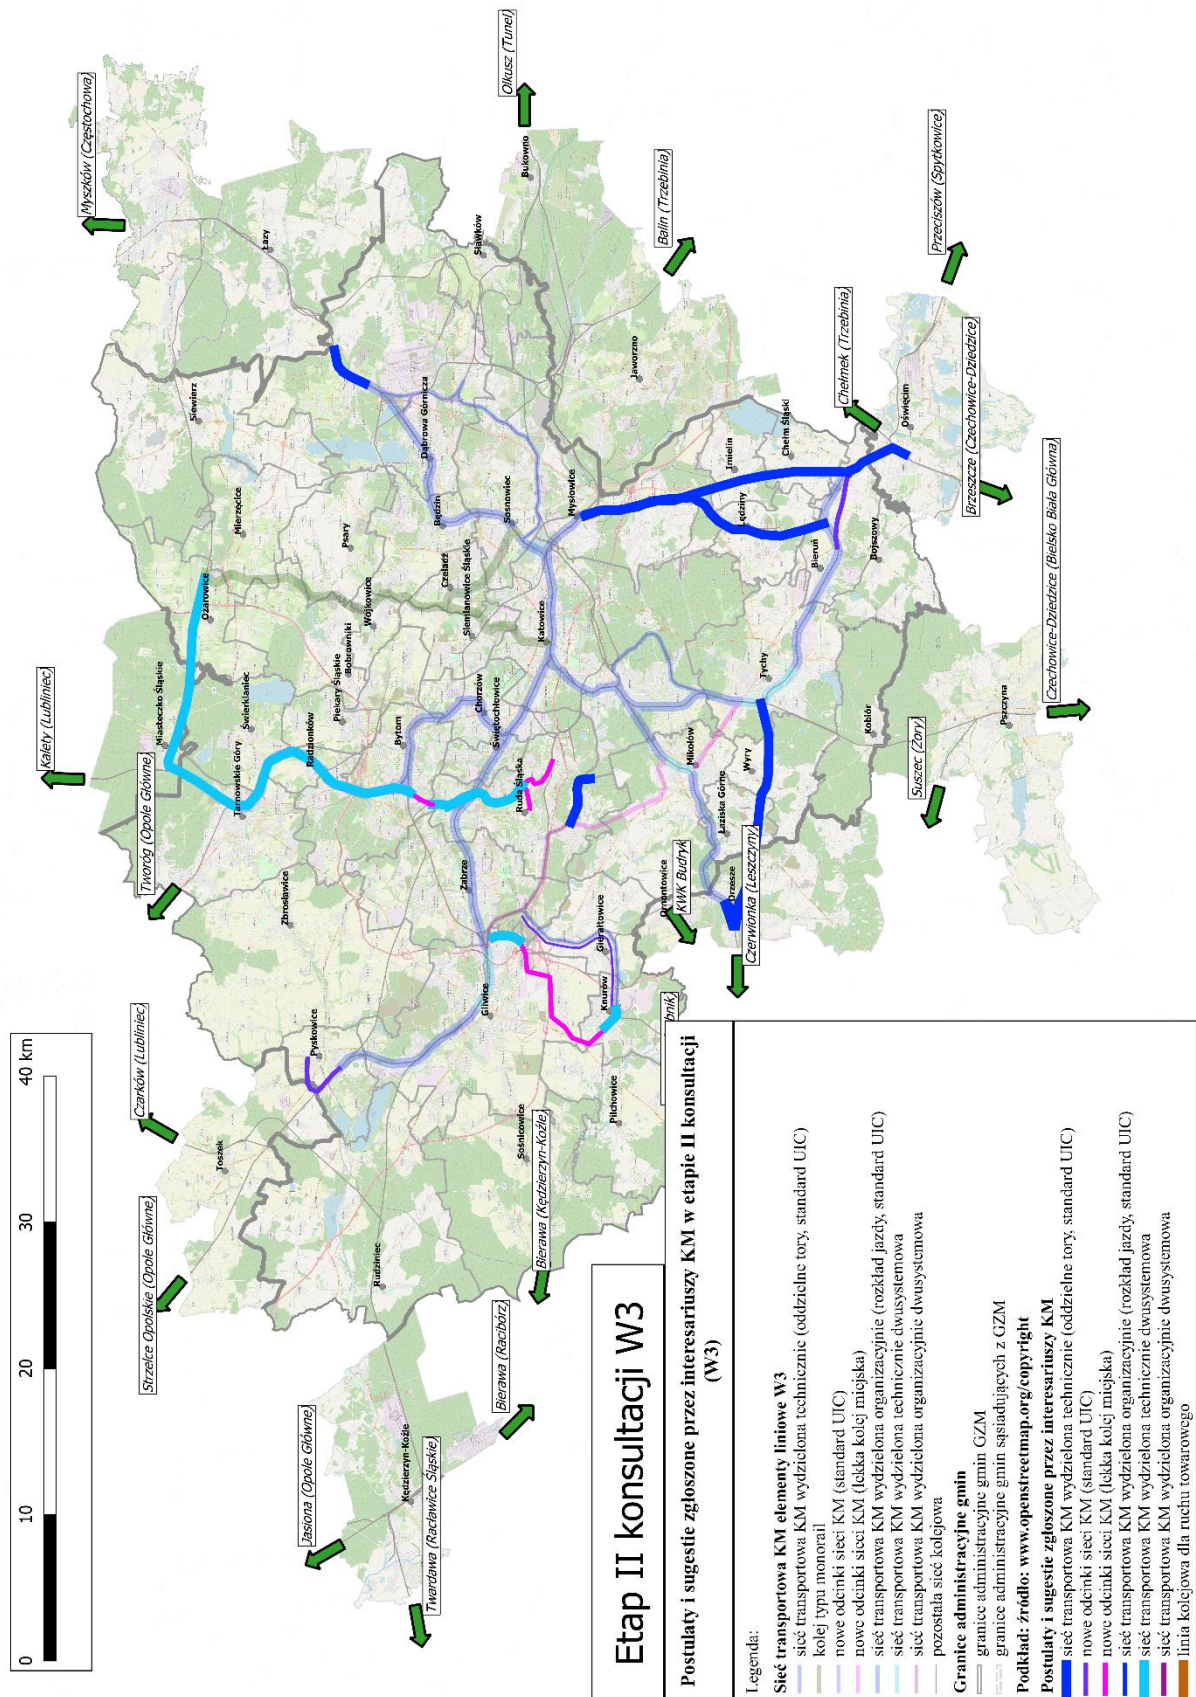 0 10 20 30 40 km
Etap II konsultacji W3
Postulaty i sugestie zgłoszone przez interesariuszy KM w etapie II konsultacji
(W3)
Legenda:
Sieć transportowa KM elementy liniowe W3
sieć transportowa KM wydzielona technicznie (oddzielne tory, standard UIC)
kolej typu monorail
nowe odcinki sieci KM (standard UIC)
nowe odcinki sieci KM (lekka kolej miejska)
sieć transportowa KM wydzielona organizacyjnie (rozkład jazdy, standard UIC)
sieć transportowa KM wydzielona technicznie dwusystemowa
sieć transportowa KM wydzielona organizacyjnie dwusystemowa
pozostała sieć kolejowa
Granice administracyjne gmin
granice administracyjne gmin GZM
granice administracyjne gmin sąsiadujących z GZM
Podkład: źródło: www.openstreetmap.org/copyright
Postulaty i sugestie zgłoszone przez interesariuszy KM
sieć transportowa KM wydzielona technicznie (oddzielne tory, standard UIC)
nowe odcinki sieci KM (standard UIC)
nowe odcinki sieci KM (lekka kolej miejska)
sieć transportowa KM wydzielona organizacyjnie (rozkład jazdy, standard UIC)
sieć transportowa KM wydzielona technicznie dwusystemowa
sieć transportowa KM wydzielona organizacyjnie dwusystemowa
linia kolejowa dla ruchu towarowego
Jasiona (Opole Główne)
Twardawa (Racławice Śląskie)
Kędzierzyn-Koźle
Bierawa (Racibórz)
Bierawa (Kędzierzyn-Koźle)
Strzelce Opolskie (Opole Główne)
Czarków (Lubliniec)
Tworóg (Opole Główne)
Kalety (Lubliniec)
Myszków (Częstochowa)
Olkusz (Tunel)
Balin (Trzebinia)
Przeciszów (Spytkowice)
Chełmek (Trzebinia)
Brzeszcze (Czechowice-Dziedzice)
Czechowice-Dziedzice (Bielsko Biała Główna)
Suszec (Żory)
Czerwionka (Leszczyny)
KWK Budryk
bnik)
Rudziniec
Toszek
Pyskowice
Sośnicowice
Pilchowice
Gliwice
Knurów
Gierałtowice
Ornontowice
Orzesze
Zbrosławice
Zabrze
Tarnowskie Góry
Miasteczko Śląskie
Świerklaniec
Radzionków
Ożarowice
Piekary Śląskie
Bobrowniki
Wojkowice
Bytom
Chorzów
Świętochłowice
Ruda Śląska
Siemianowice Śląskie
Czeladź
Katowice
Mierzęcice
Psary
Siewierz
Łazy
Będzin
Dąbrowa Górnicza
Sosnowiec
Mysłowice
Sławków
Bukowno
Jaworzno
Imielin
Chełm Śląski
Lędziny
Bieruń
Bojszowy
Oświęcim
Tychy
Mikołów
Wyry
Łaziska Górne
Kobiór
Pszczyna